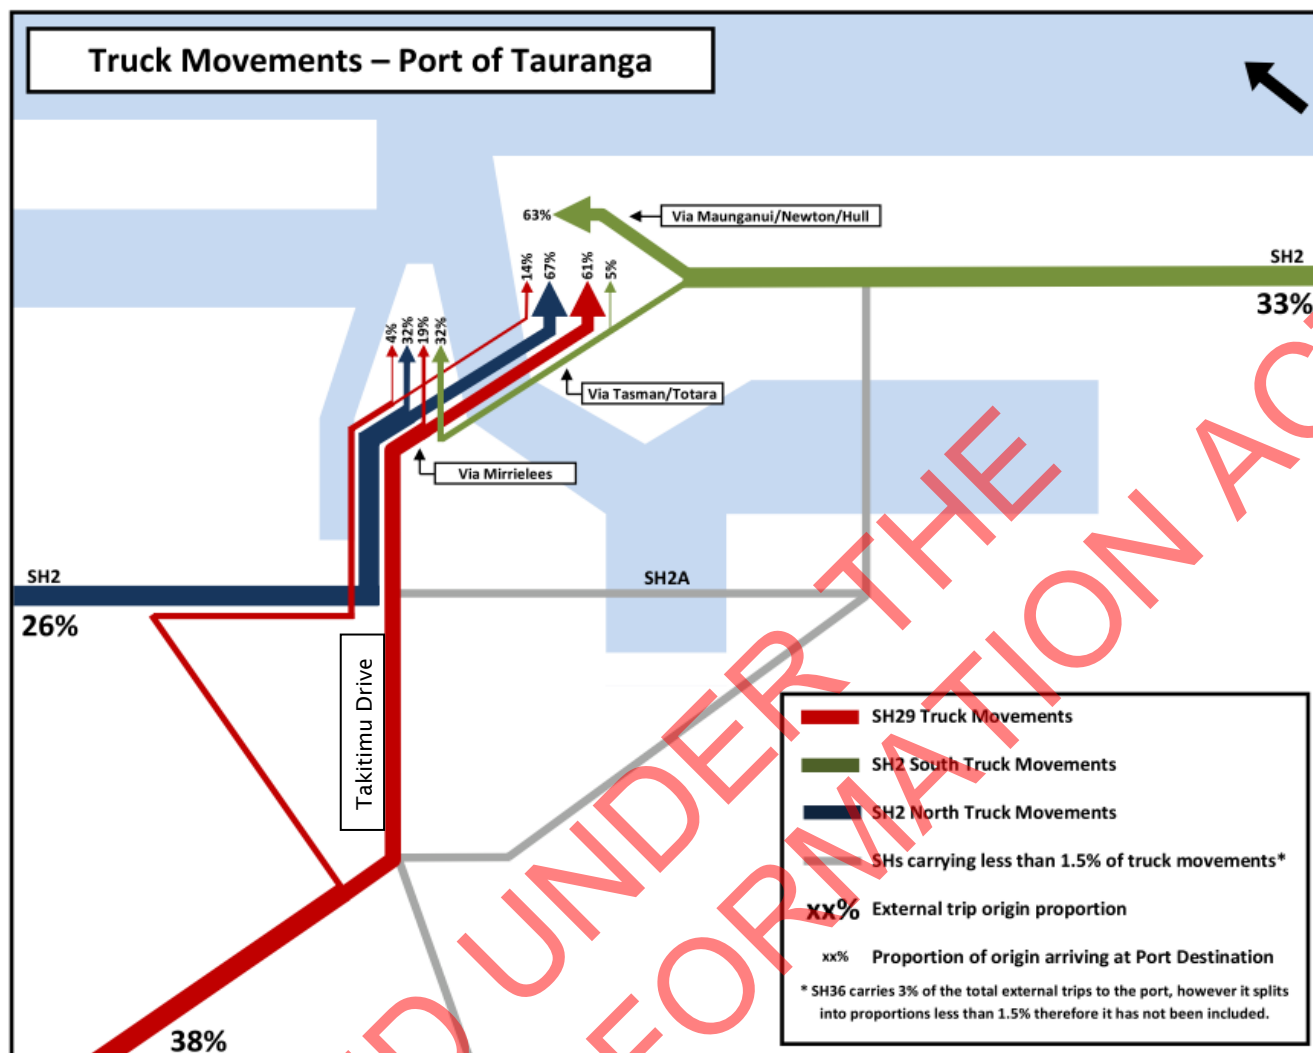 Truck Movements – Port of Tauranga
63%
Via Maunganui/Newton/Hull
14%
67%
61%
5%
SH2
33%
4%
32%
19%
32%
Via Tasman/Totara
Via Mirrielees
SH2
26%
SH2A
Takitimu Drive
38%
SH29 Truck Movements
SH2 South Truck Movements
SH2 North Truck Movements
SHs carrying less than 1.5% of truck movements*
xx% External trip origin proportion
xx% Proportion of origin arriving at Port Destination
* SH36 carries 3% of the total external trips to the port, however it splits
into proportions less than 1.5% therefore it has not been included.
UNDER THE
INFORMATION AC